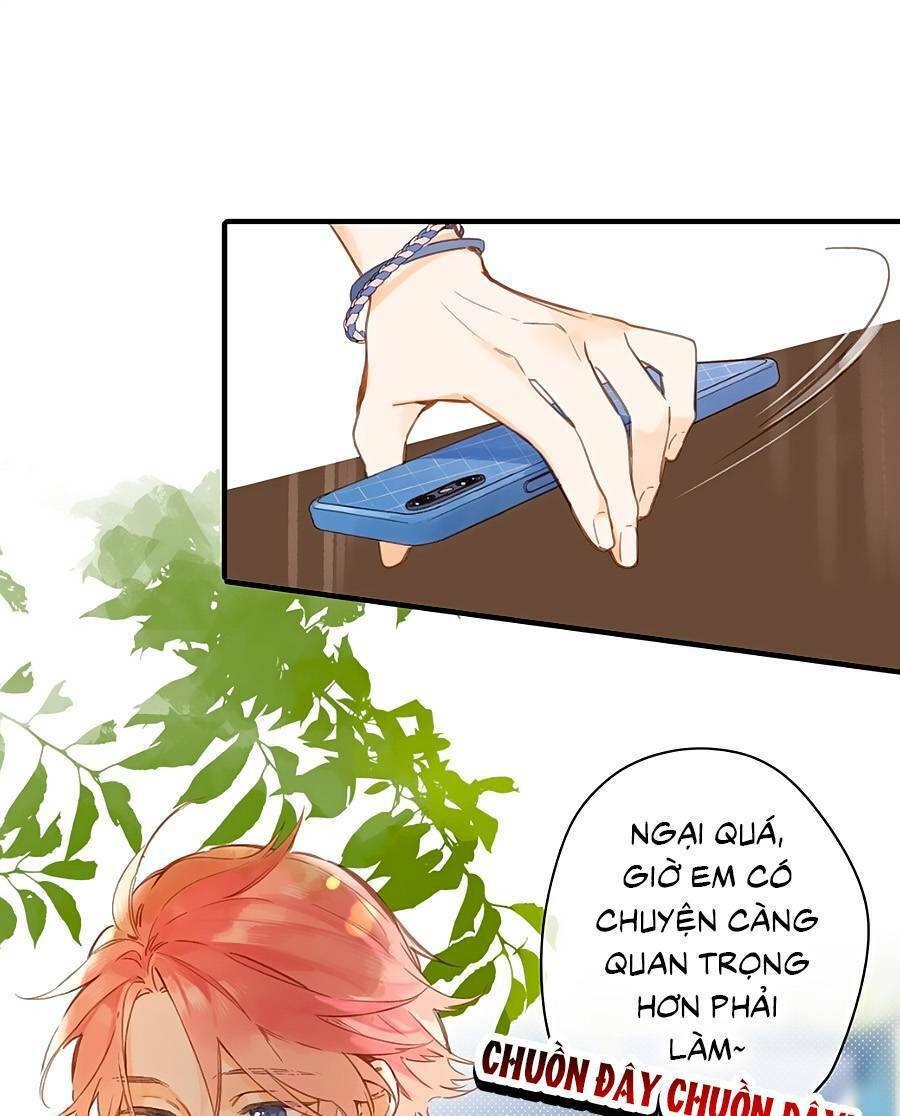 NGẠI QUÁ,
GIỜ EM CÓ
CHUYỆN CÀNG
QUAN TRỌNG
HƠN PHẢI
LÀM~
CHUỒN ĐÂY CHUỒN ĐÂY